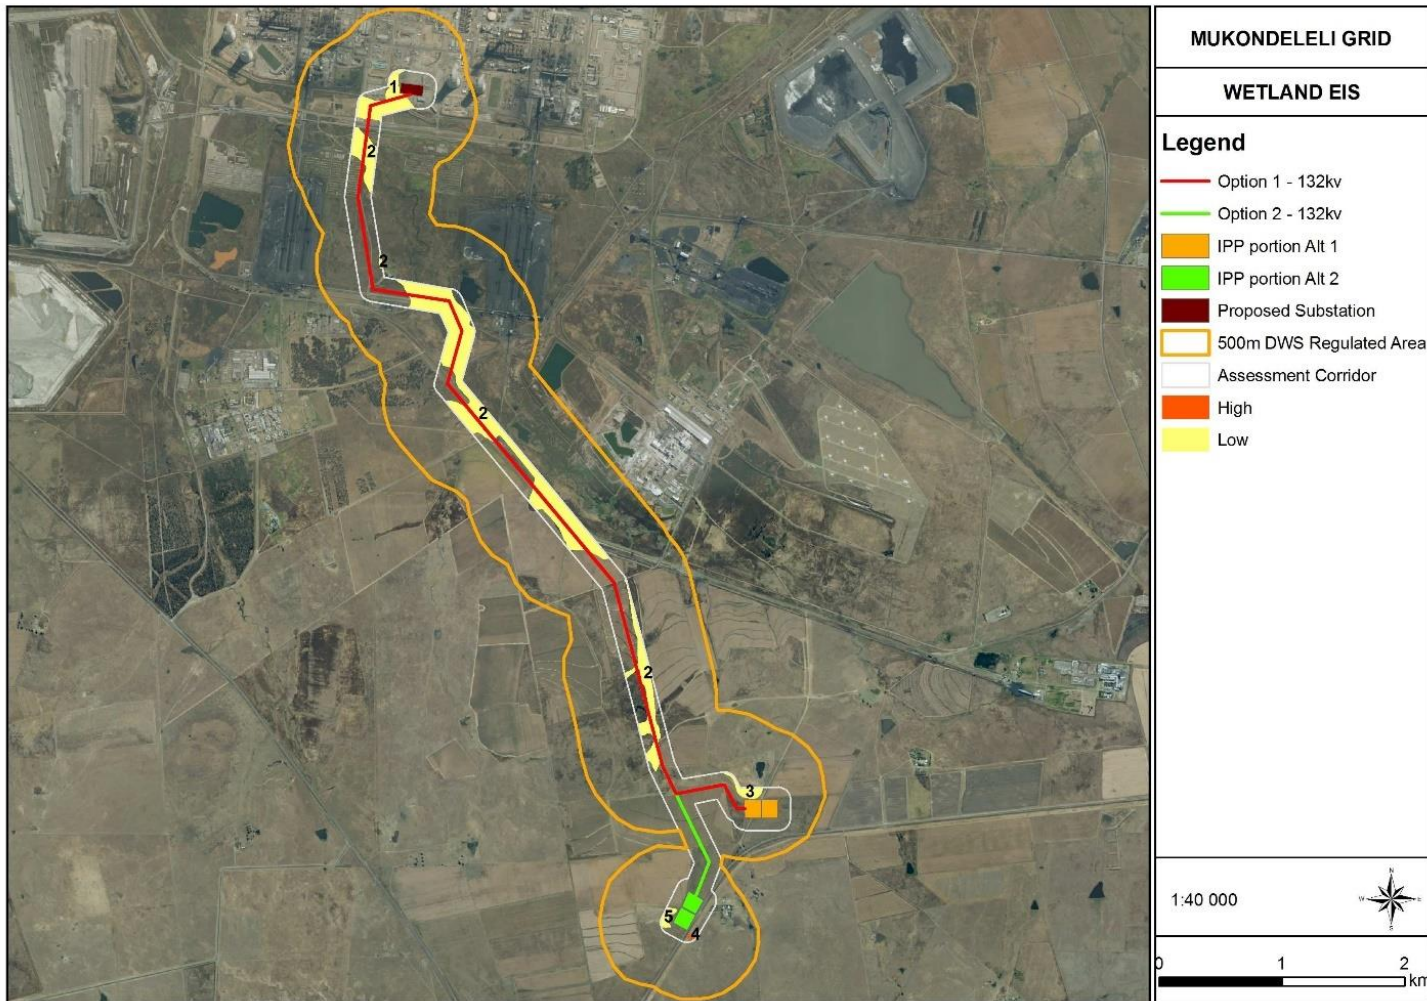 MUKONDELELI GRID
WETLAND EIS
Legend
Option 1 - 132kv
Option 2 - 132kv
IPP portion Alt 1
IPP portion Alt 2
Proposed Substation
500m DWS Regulated Area
Assessment Corridor
High
Low
1
2
2
2
2
3
5
4
1:40 000
N
W E
S
0 1 2
km